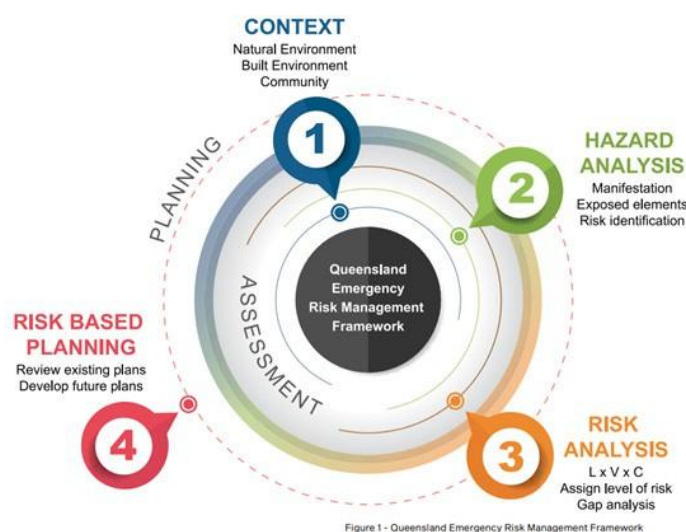 CONTEXT
Natural Environment
Built Environment
Community
1
HAZARD
ANALYSIS
Manifestation
Exposed elements
Risk identification
2
PLANNING
ASSESSMENT
Queensland
Emergency
Risk Management
Framework
RISK BASED
PLANNING
Review existing plans
Develop future plans
4
3
RISK
ANALYSIS
L x V x C
Assign level of risk
Gap analysis
Figure 1 - Queensland Emergency Risk Management Framework